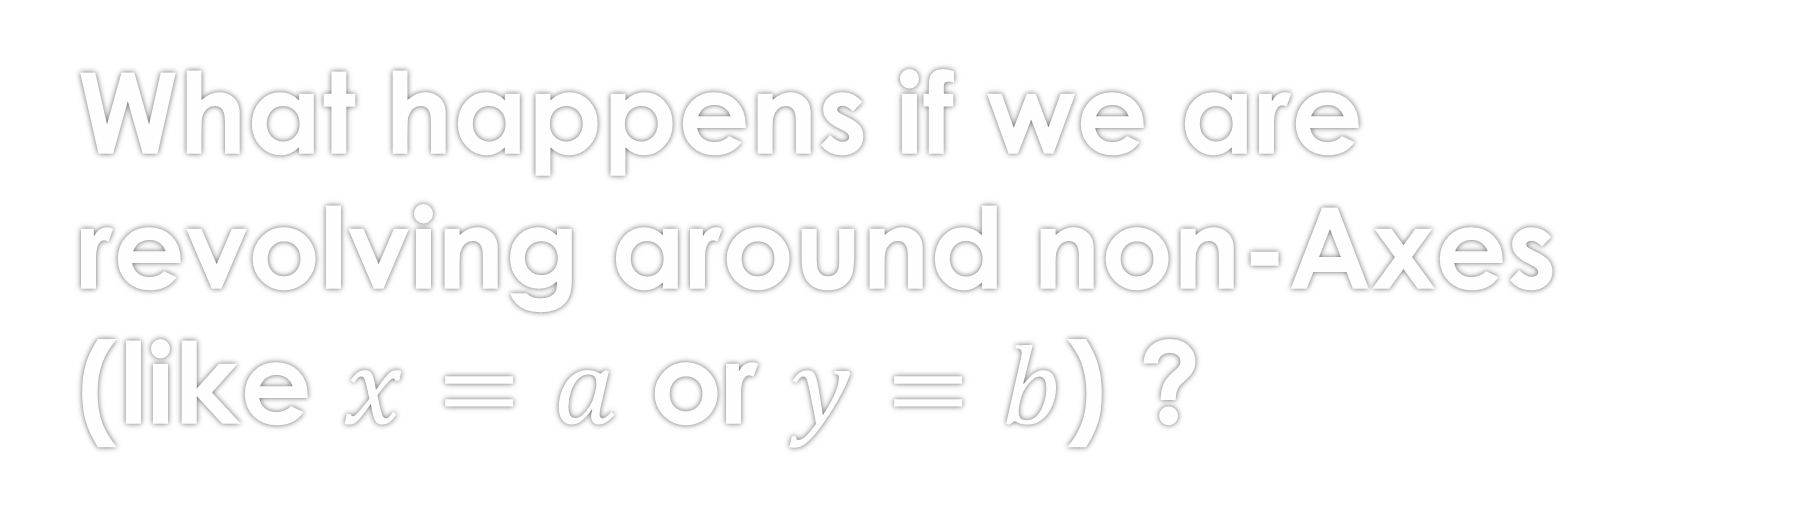 What happens if we are
revolving around non-Axes
(like 𝑥 = 𝑎 or 𝑦 = 𝑏) ?